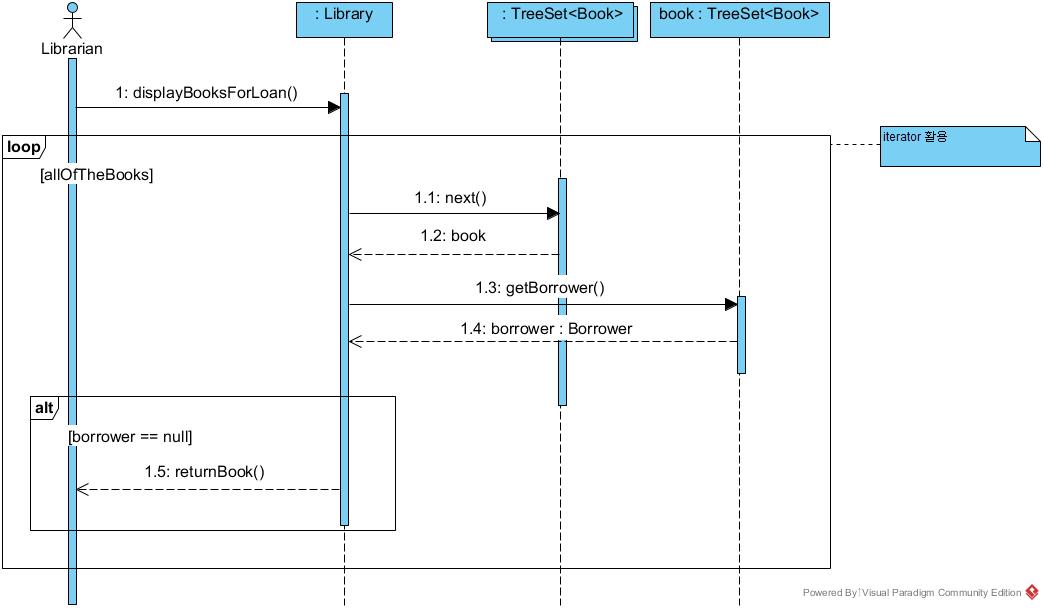 : Library
: TreeSet<Book>
book : TreeSet<Book>
Librarian
1: displayBooksForLoan()
loop
iterator 활용
[allOfTheBooks]
1.1: next()
1.2: book
1.3: getBorrower()
1.4: borrower : Borrower
alt
[borrower == null]
1.5: returnBook()
Powered By Visual Paradigm Community Edition